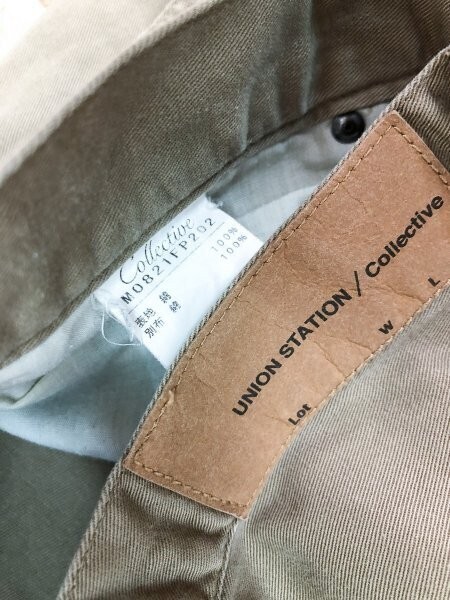 Collective
M0821FP202
表地 綿 100%
別布 綿 100%
UNION STATION / Collective
Lot W L